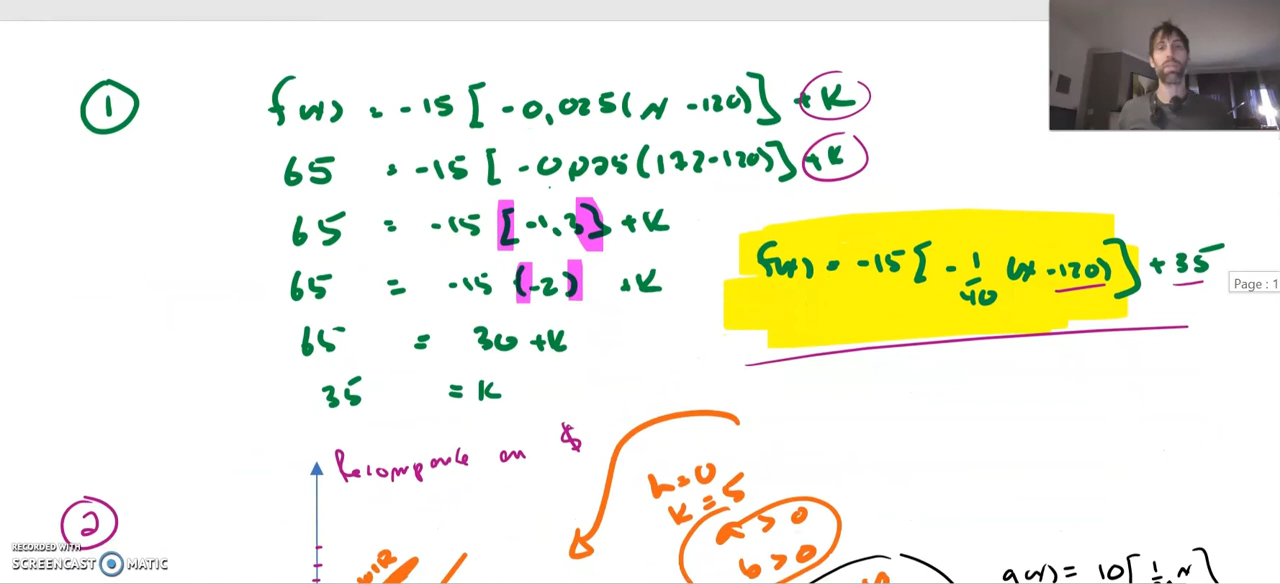 1
f(x) = -15 [ -0,025(x -120)] + K
65 = -15 [ -0,025(172-120)] + K
65 = -15 [-1,3] + K
65 = -15 (-2) + K
65 = 30 + K
35 = K
f(x) = -15 [ -1/40 (x -120) ] + 35
Page : 1
Récompense en $
h=0
k=5
a > 0
b > 0
2
RECORDED WITH
SCREENCAST MATIC